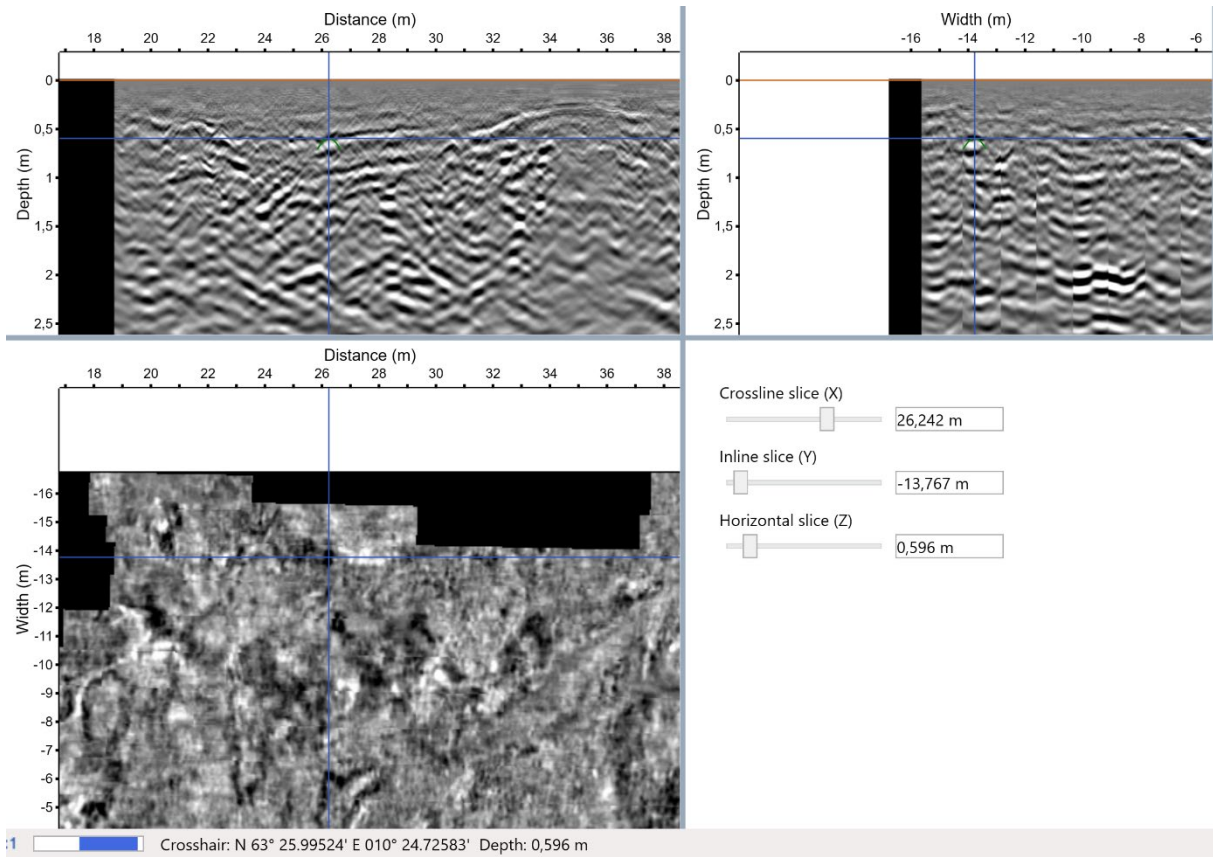 Distance (m)
18 20 22 24 26 28 30 32 34 36 38
0
0,5
1
1,5
2
2,5
Depth (m)
Width (m)
-16 -14 -12 -10 -8 -6
0
0,5
1
1,5
2
2,5
Depth (m)
Distance (m)
18 20 22 24 26 28 30 32 34 36 38
-16
-15
-14
-13
-12
-11
-10
-9
-8
-7
-6
-5
Width (m)
Crossline slice (X)
26,242 m
Inline slice (Y)
-13,767 m
Horizontal slice (Z)
0,596 m
:1 Crosshair: N 63° 25.99524' E 010° 24.72583' Depth: 0,596 m